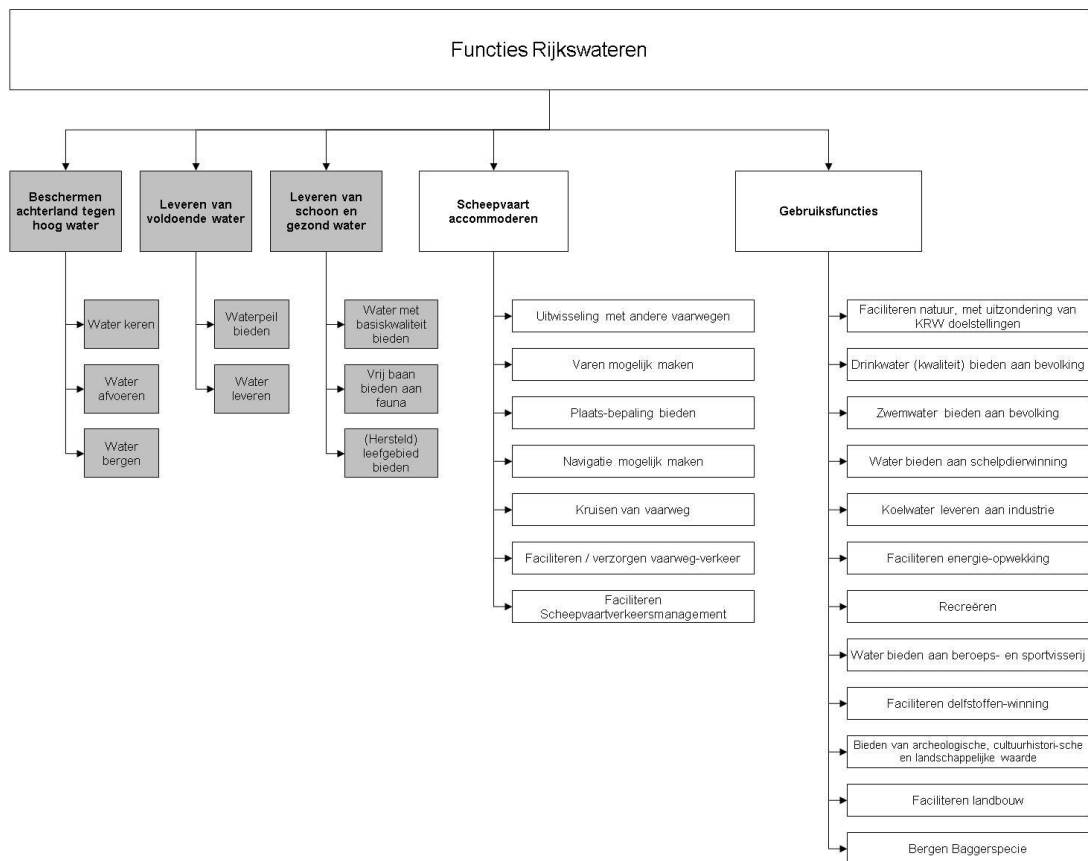 Functies Rijkswateren
Beschermen
achterland tegen
hoog water
Leveren van
voldoende water
Leveren van
schoon en
gezond water
Scheepvaart
accommoderen
Gebruiksfuncties
Water keren
Water
afvoeren
Water
bergen
Waterpeil
bieden
Water
leveren
Water met
basiskwaliteit
bieden
Vrij baan
bieden aan
fauna
(Hersteld)
leefgebied
bieden
Uitwisseling met andere vaarwegen
Varen mogelijk maken
Plaats-bepaling bieden
Navigatie mogelijk maken
Kruisen van vaarweg
Faciliteren / verzorgen vaarweg-verkeer
Faciliteren
Scheepvaartverkeersmanagement
Faciliteren natuur, met uitzondering van
KRW doelstellingen
Drinkwater (kwaliteit) bieden aan bevolking
Zwemwater bieden aan bevolking
Water bieden aan schelpdierwinning
Koelwater leveren aan industrie
Faciliteren energie-opwekking
Recreëren
Water bieden aan beroeps- en sportvisserij
Faciliteren delfstoffen-winning
Bieden van archeologische, cultuurhistori-sche
en landschappelijke waarde
Faciliteren landbouw
Bergen Baggerspecie